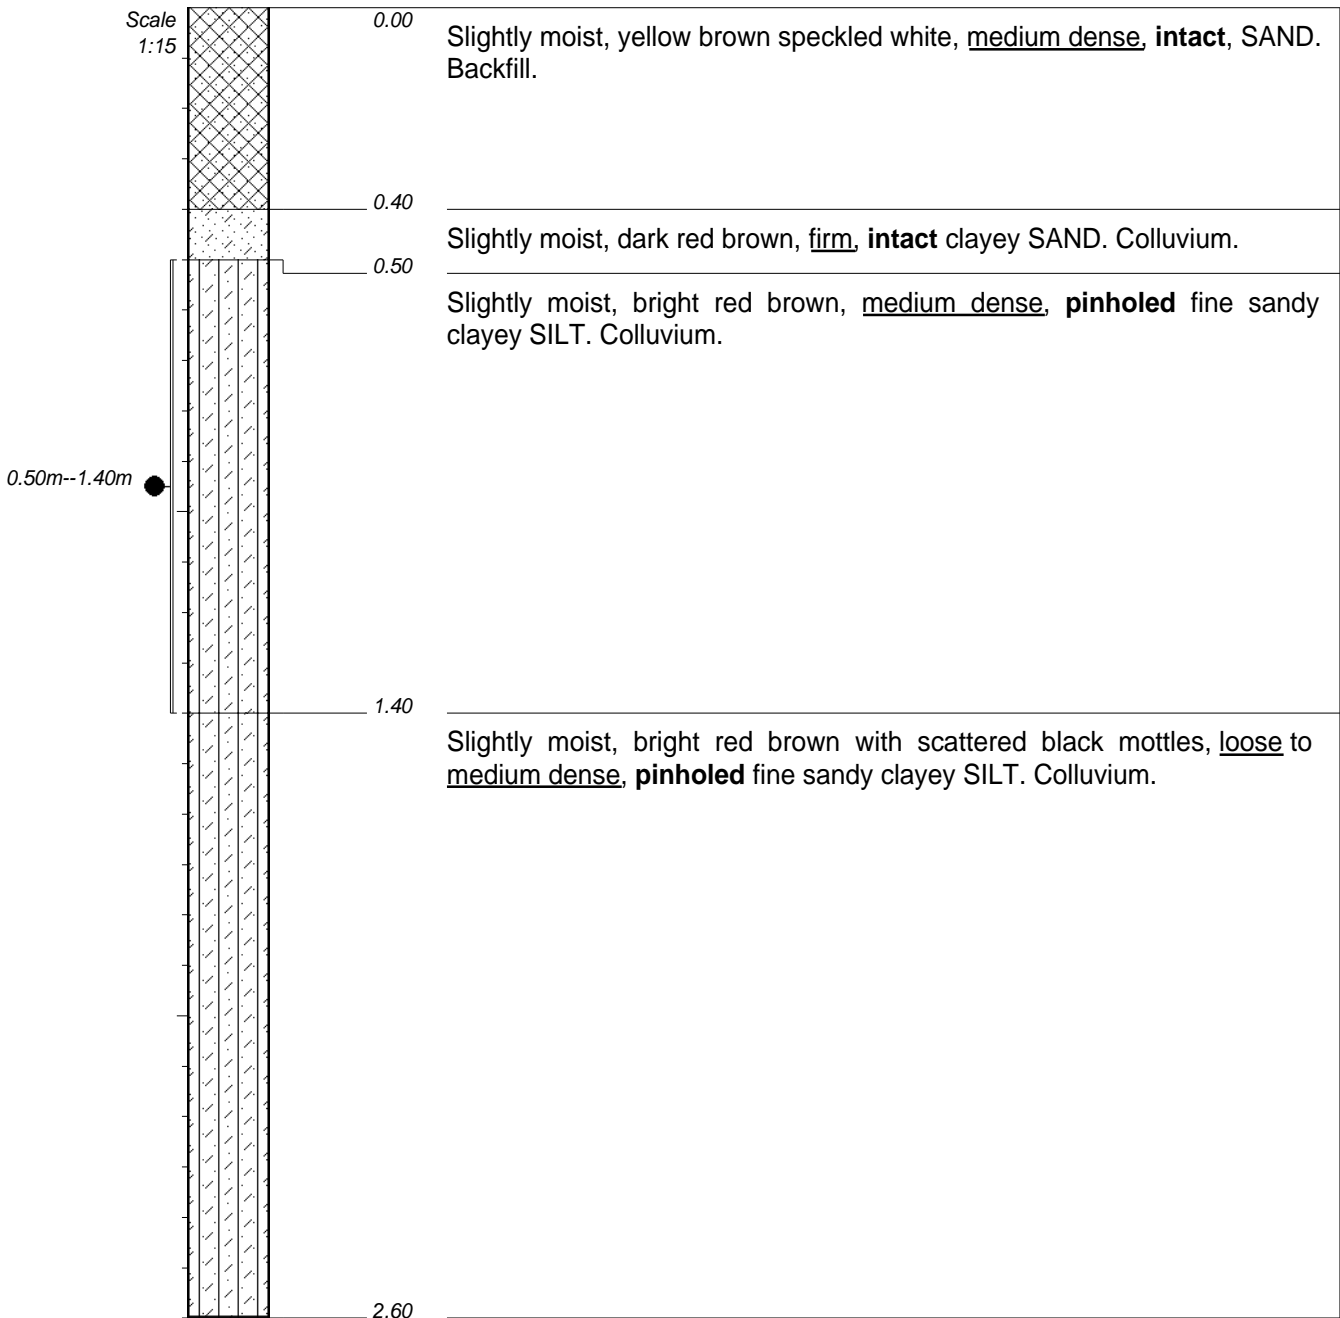 Scale
1:15
0.00
Slightly moist, yellow brown speckled white, medium dense, intact, SAND.
Backfill.
0.40
Slightly moist, dark red brown, firm, intact clayey SAND. Colluvium.
0.50
Slightly moist, bright red brown, medium dense, pinholed fine sandy
clayey SILT. Colluvium.
0.50m--1.40m
1.40
Slightly moist, bright red brown with scattered black mottles, loose to
medium dense, pinholed fine sandy clayey SILT. Colluvium.
2.60